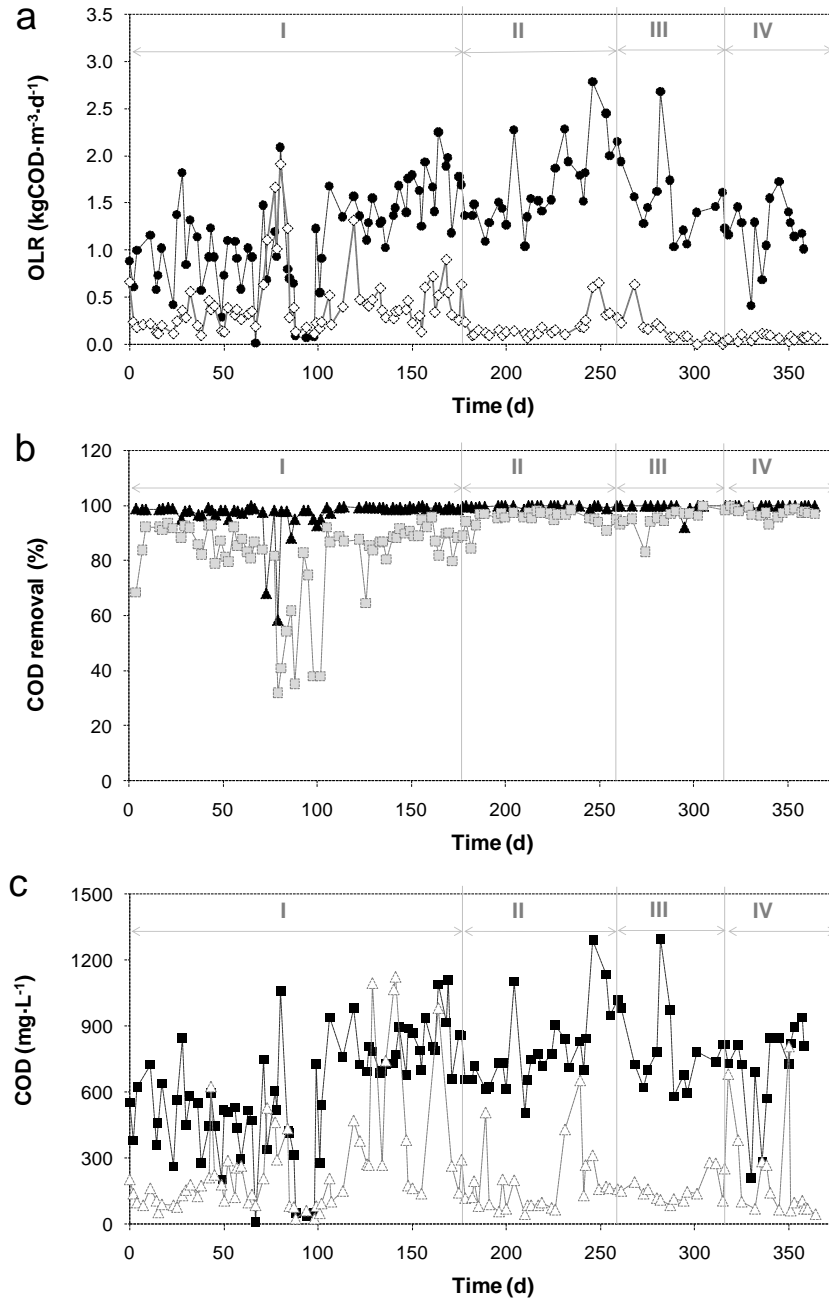 a
I II III IV
3.5
3.0
2.5
2.0
1.5
1.0
0.5
0.0
OLR (kgCOD·m-3·d-1)
0 50 100 150 200 250 300 350
Time (d)
b
I II III IV
120
100
80
60
40
20
0
COD removal (%)
0 50 100 150 200 250 300 350
Time (d)
c
I II III IV
1500
1200
900
600
300
0
COD (mg·L-1)
0 50 100 150 200 250 300 350
Time (d)